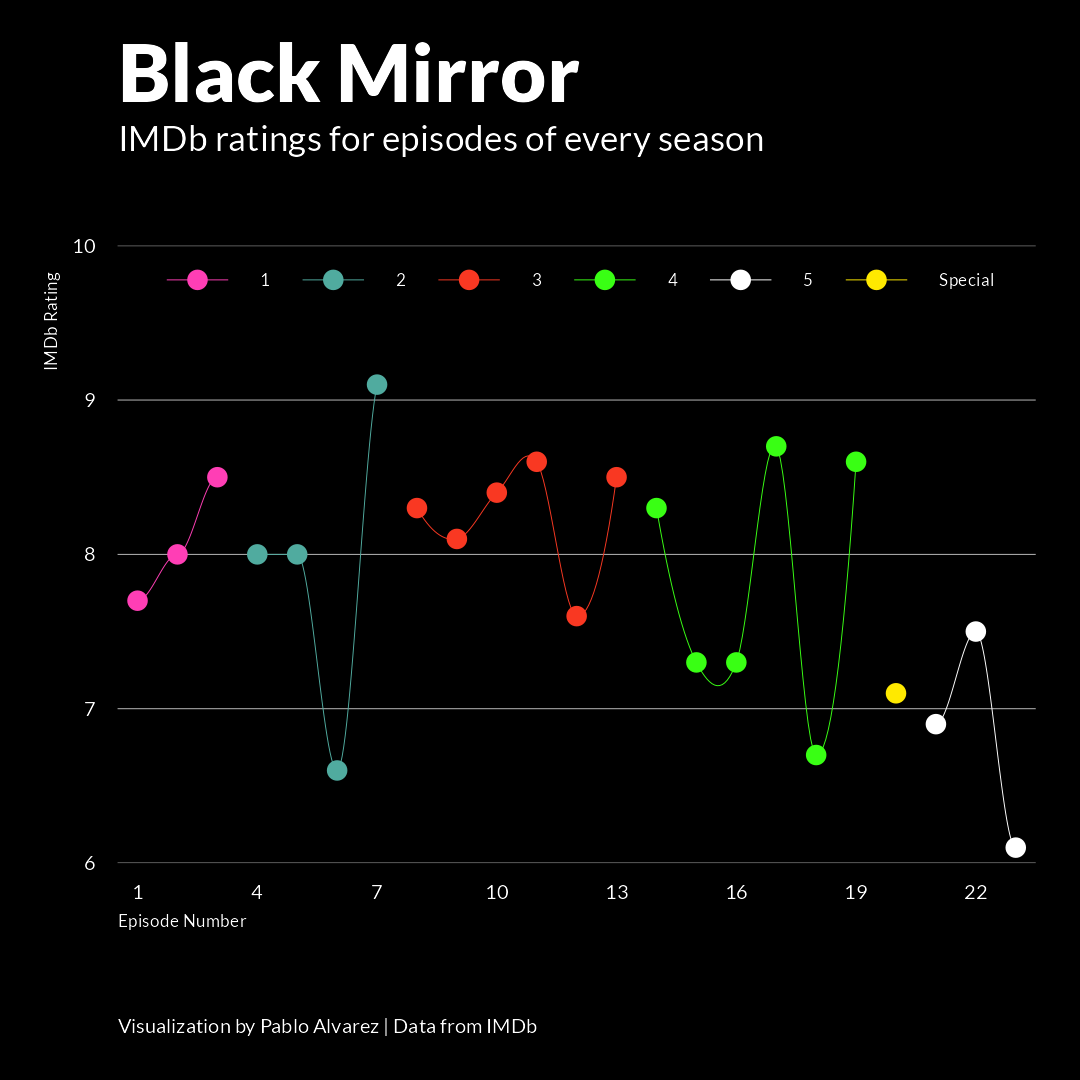 Black Mirror
IMDb ratings for episodes of every season
10
1 2 3 4 5 Special
IMDb Rating
9
8
7
6
1 4 7 10 13 16 19 22
Episode Number
Visualization by Pablo Alvarez | Data from IMDb